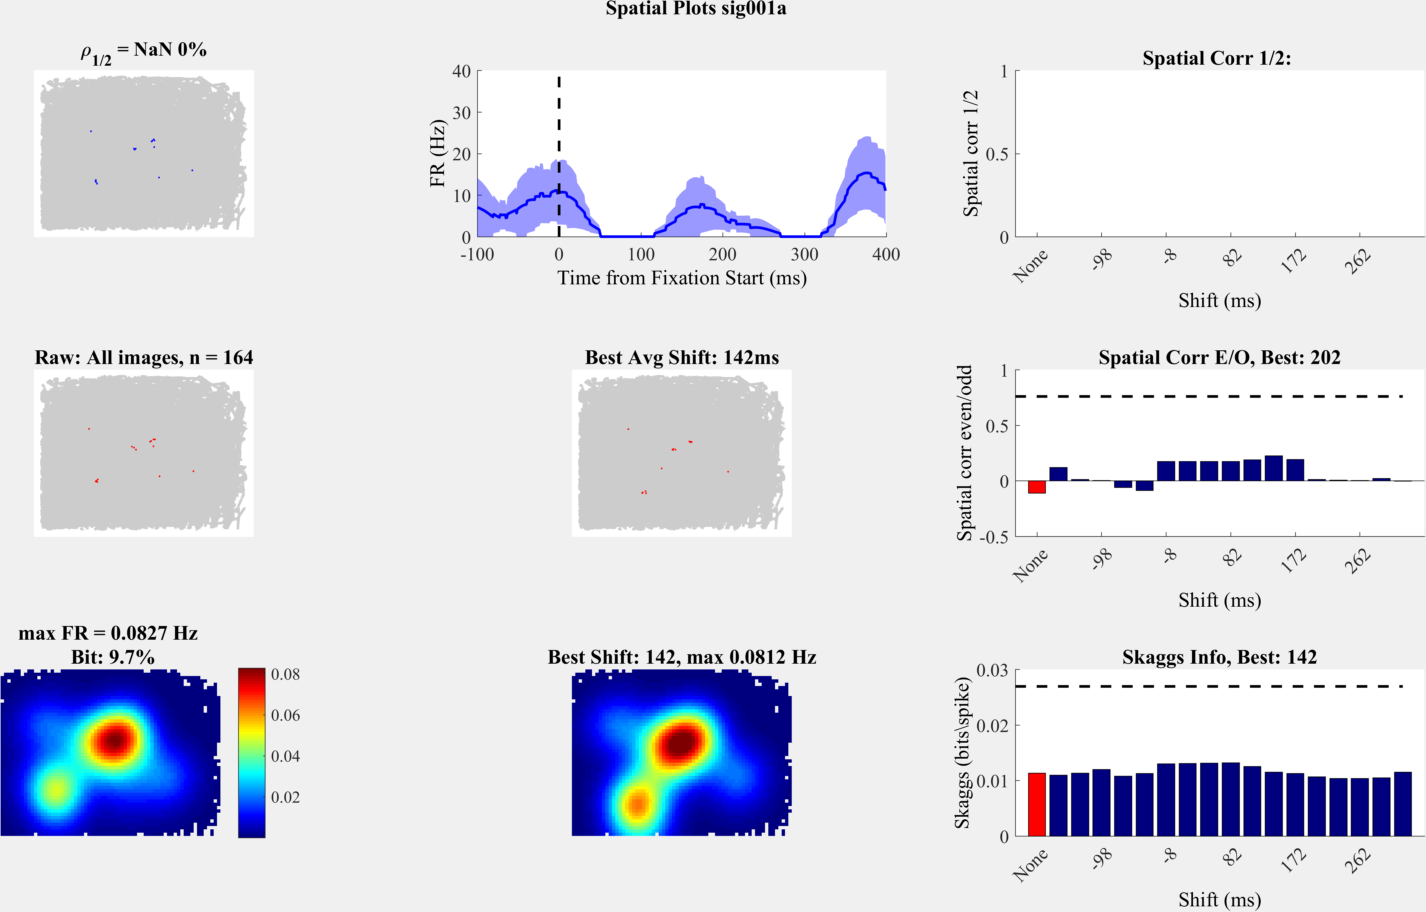 Spatial Plots sig001a
ρ1/2 = NaN 0%
40
30
20
10
0
FR (Hz)
-100
0
100
200
300
400
Time from Fixation Start (ms)
Spatial Corr 1/2:
1
0.5
0
Spatial corr 1/2
None
-98
-8
82
172
262
Shift (ms)
Raw: All images, n = 164
Best Avg Shift: 142ms
Spatial Corr E/O, Best: 202
1
0.5
0
-0.5
Spatial corr even/odd
None
-98
-8
82
172
262
Shift (ms)
max FR = 0.0827 Hz
Bit: 9.7%
0.08
0.06
0.04
0.02
Best Shift: 142, max 0.0812 Hz
Skaggs Info, Best: 142
0.03
0.02
0.01
0
Skaggs (bits\spike)
None
-98
-8
82
172
262
Shift (ms)